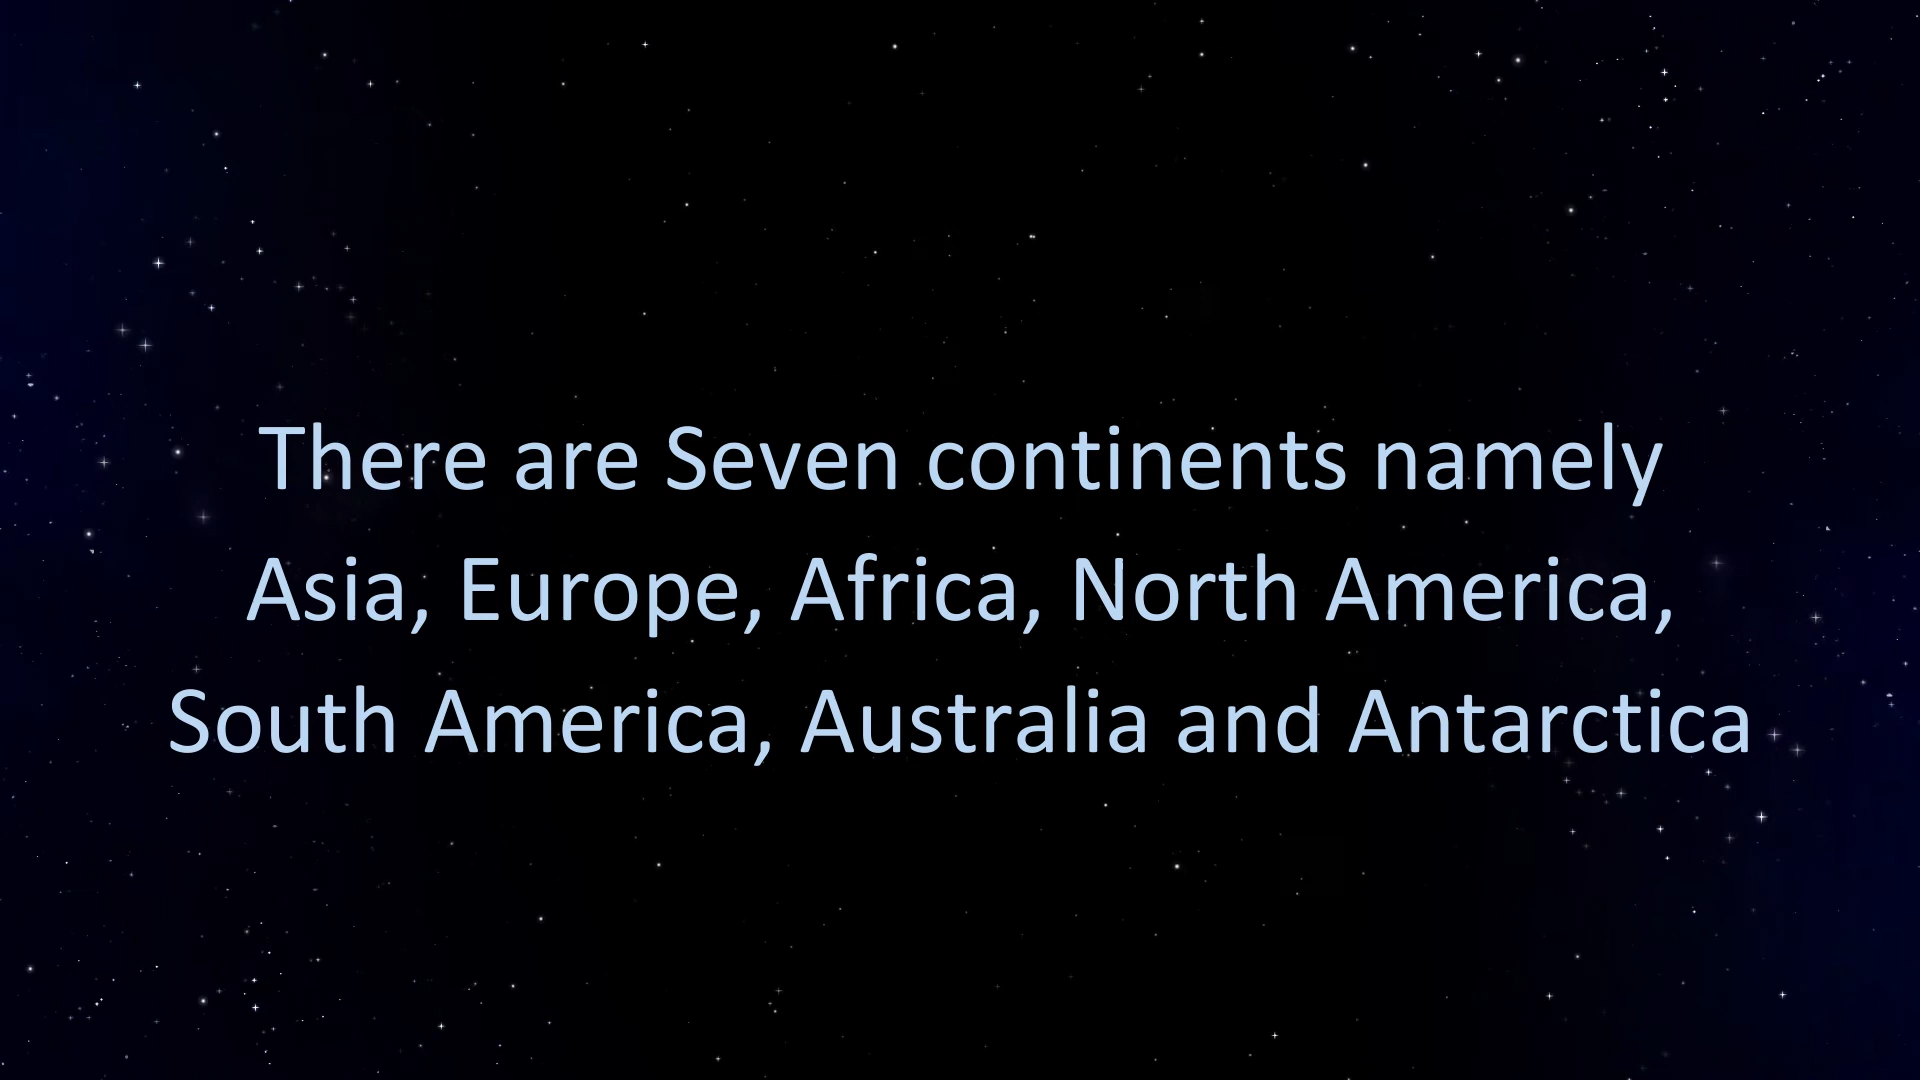 There are Seven continents namely
Asia, Europe, Africa, North America,
South America, Australia and Antarctica